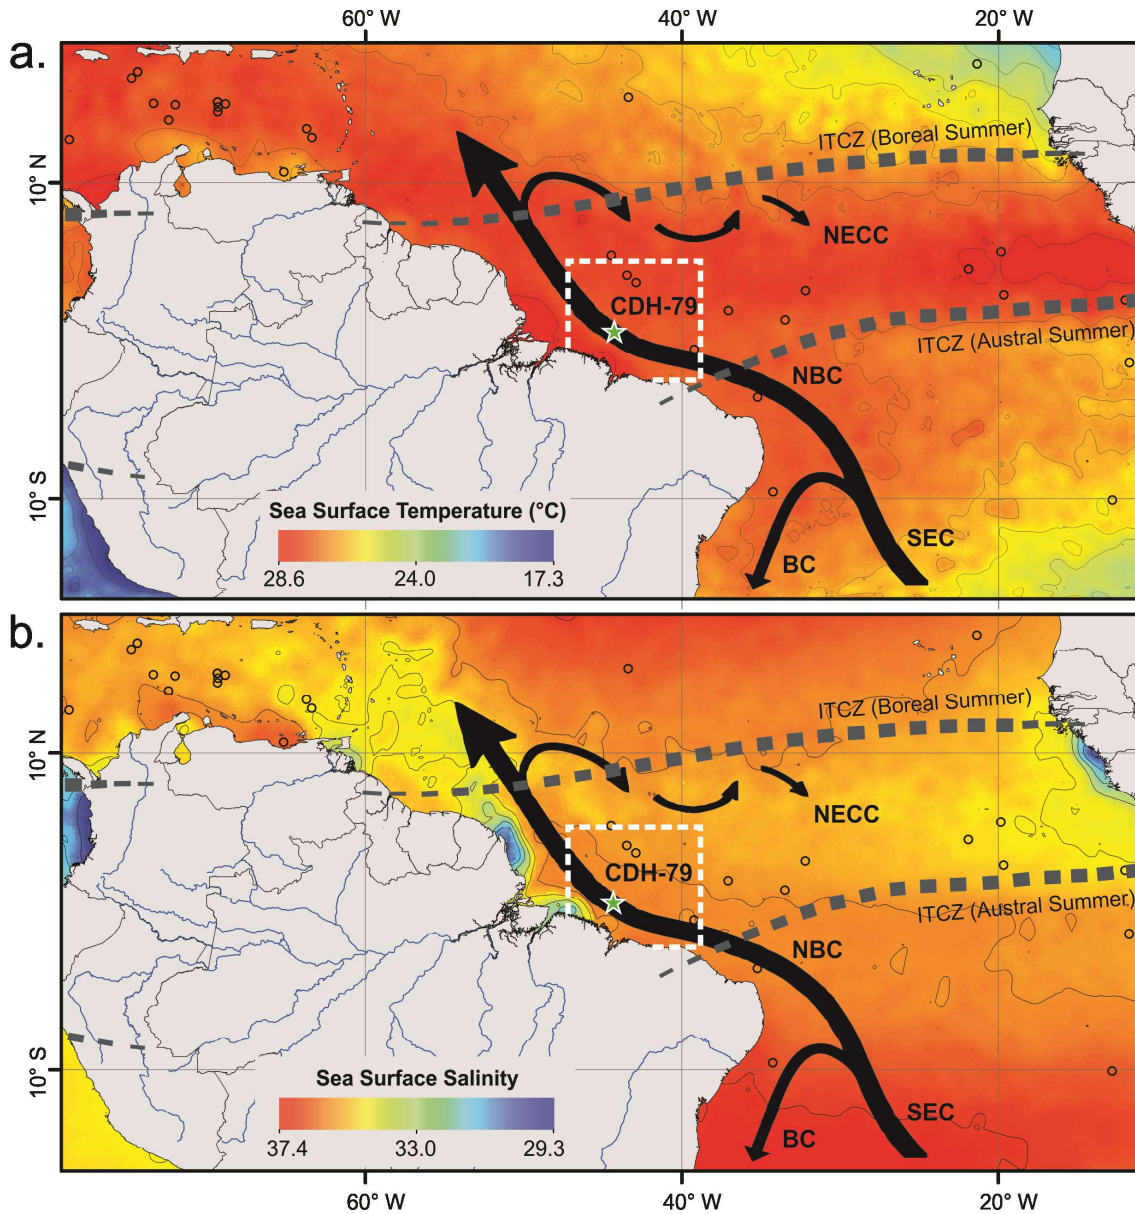 60° W 40° W 20° W
a.
ITCZ (Boreal Summer)
10° N
NECC
CDH-79
ITCZ (Austral Summer)
NBC
10° S
Sea Surface Temperature (°C)
28.6 24.0 17.3
SEC
BC
b.
ITCZ (Boreal Summer)
10° N
NECC
CDH-79
ITCZ (Austral Summer)
NBC
10° S
Sea Surface Salinity
37.4 33.0 29.3
SEC
BC
60° W 40° W 20° W